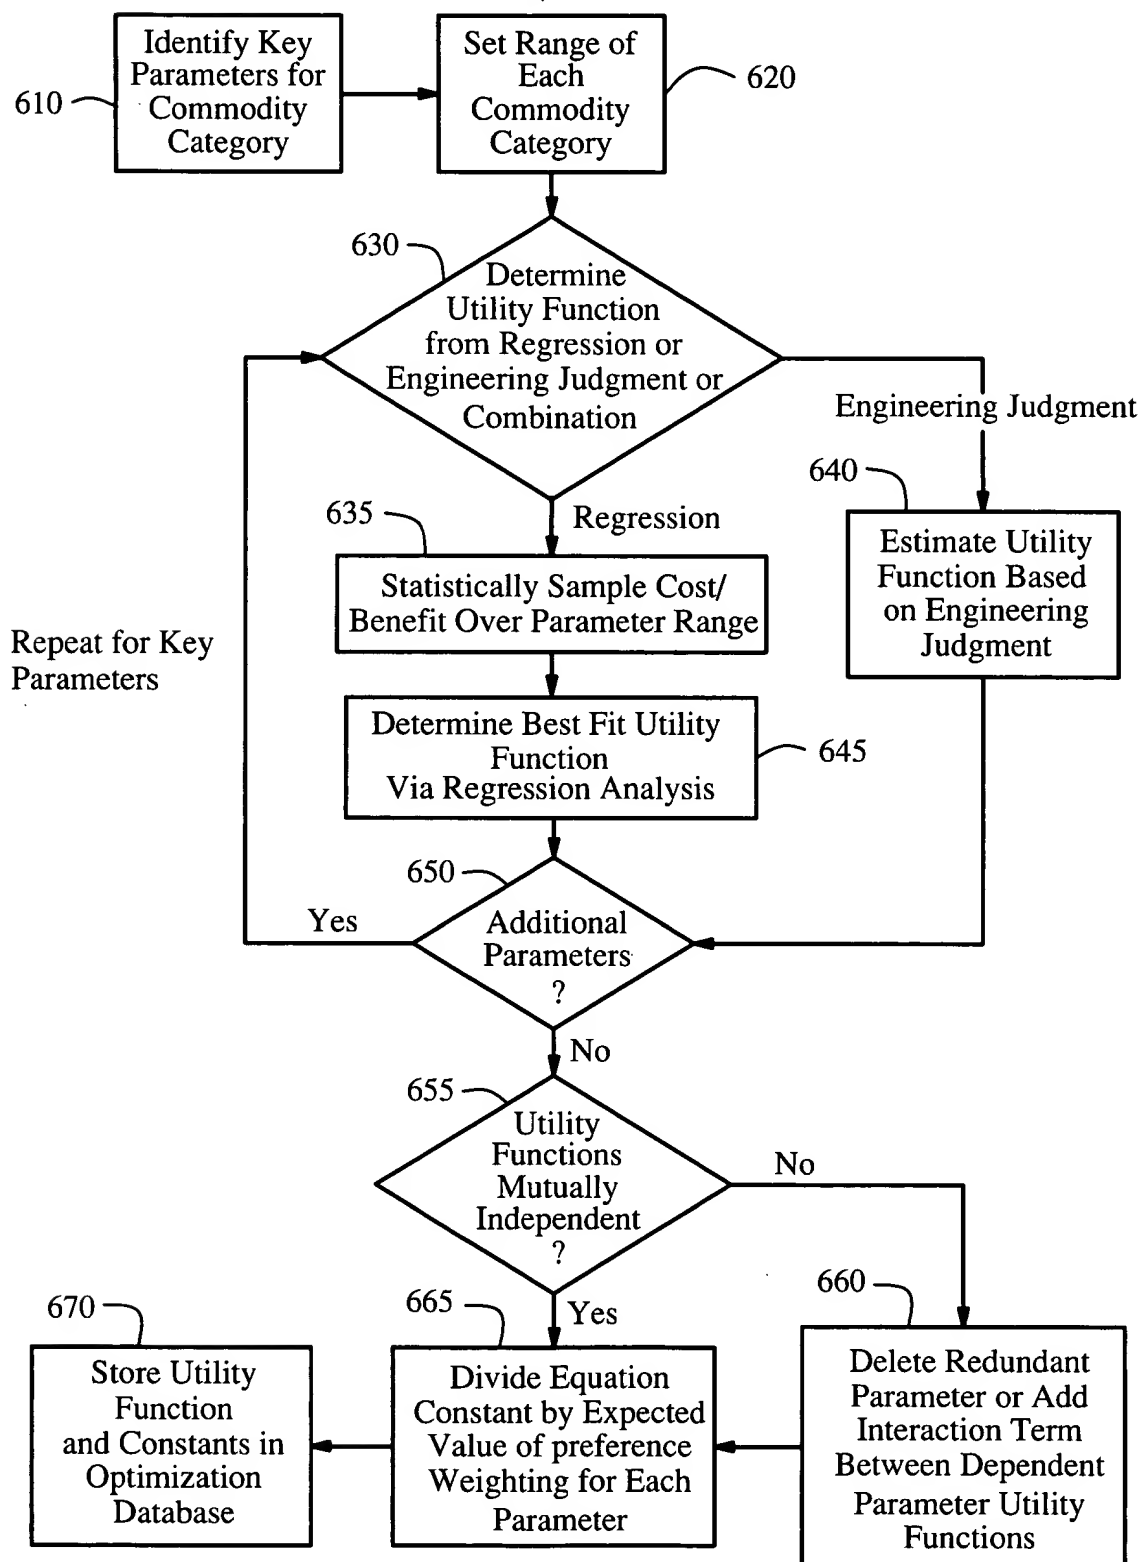 Identify Key
Parameters for
Commodity
Category
610
Set Range of
Each
Commodity
Category
620
630
Determine
Utility Function
from Regression or
Engineering Judgment or
Combination
Engineering Judgment
640
Estimate Utility
Function Based
on Engineering
Judgment
635
Regression
Statistically Sample Cost/
Benefit Over Parameter Range
Repeat for Key
Parameters
Determine Best Fit Utility
Function
Via Regression Analysis
645
650
Yes
Additional
Parameters
?
No
655
Utility
Functions
Mutually
Independent
?
No
Yes
660
Delete Redundant
Parameter or Add
Interaction Term
Between Dependent
Parameter Utility
Functions
665
Divide Equation
Constant by Expected
Value of preference
Weighting for Each
Parameter
670
Store Utility
Function
and Constants in
Optimization
Database